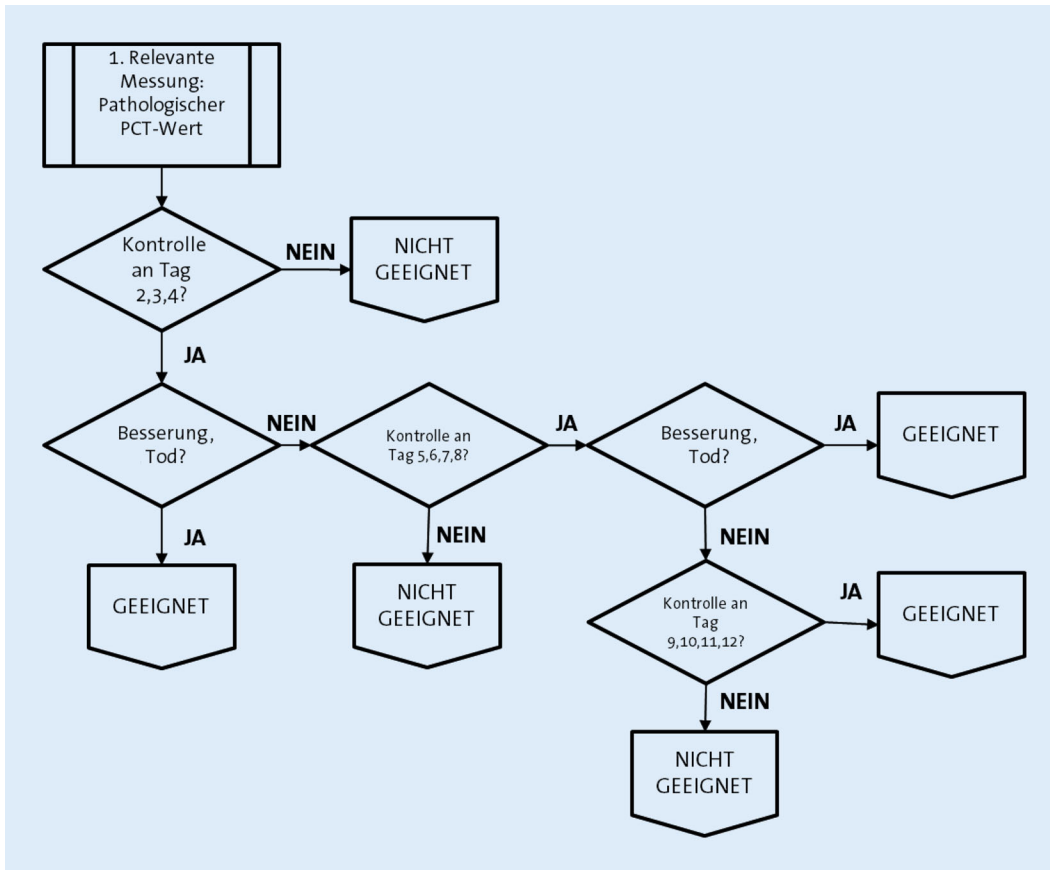 1. Relevante
Messung:
Pathologischer
PCT-Wert
Kontrolle
an Tag
2,3,4?
NEIN
NICHT
GEEIGNET
JA
Besserung,
Tod?
NEIN
Kontrolle an
Tag 5,6,7,8?
JA
Besserung,
Tod?
JA
GEEIGNET
JA
GEEIGNET
NEIN
NICHT
GEEIGNET
NEIN
Kontrolle an
Tag
9,10,11,12?
JA
GEEIGNET
NEIN
NICHT
GEEIGNET